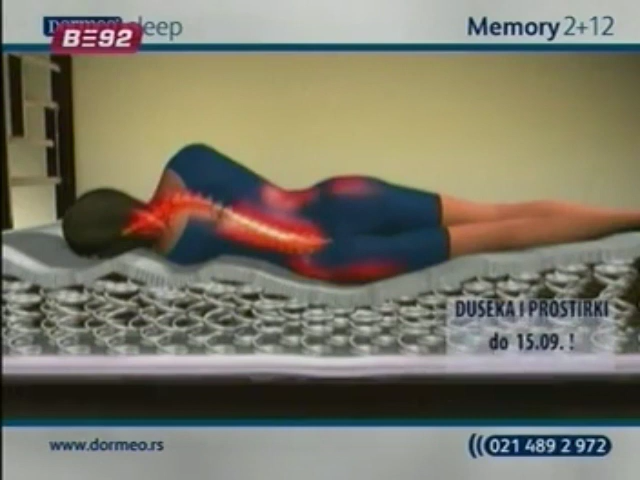 Dormeo sleep
B92
Memory 2+12
DUSEKA I PROSTIRKI
do 15.09. !
www.dormeo.rs
021 489 2 972